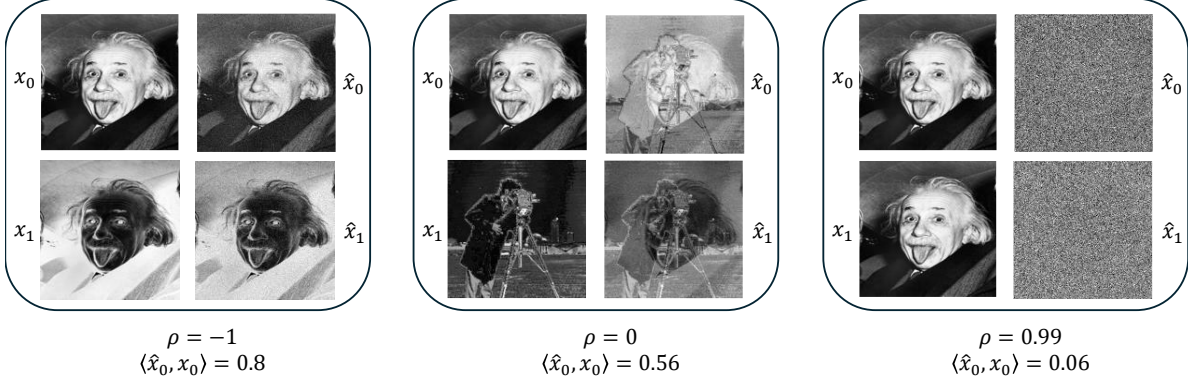 x₀ x̂₀
x₁ x̂₁
ρ = −1
⟨x̂₀, x₀⟩ = 0.8
x₀ x̂₀
x₁ x̂₁
ρ = 0
⟨x̂₀, x₀⟩ = 0.56
x₀ x̂₀
x₁ x̂₁
ρ = 0.99
⟨x̂₀, x₀⟩ = 0.06